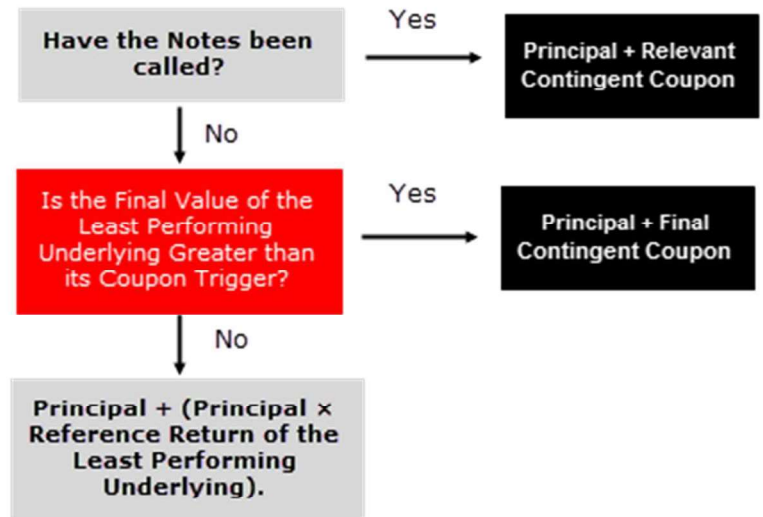 Have the Notes been
called?
Yes
Principal + Relevant
Contingent Coupon
No
Is the Final Value of the
Least Performing
Underlying Greater than
its Coupon Trigger?
Yes
Principal + Final
Contingent Coupon
No
Principal + (Principal ×
Reference Return of the
Least Performing
Underlying).